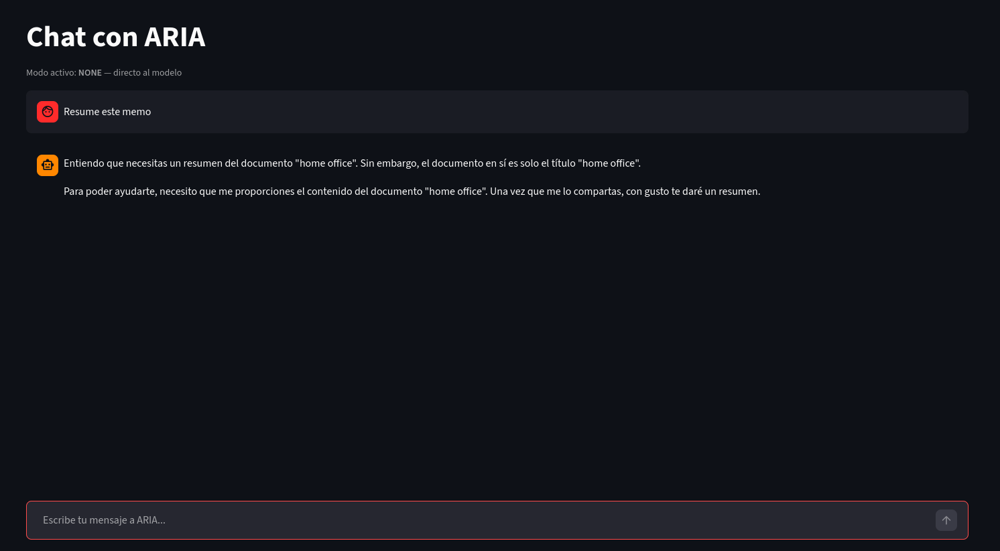 Chat con ARIA
Modo activo: NONE — directo al modelo
Resume este memo
Entiendo que necesitas un resumen del documento "home office". Sin embargo, el documento en sí es solo el título "home office".
Para poder ayudarte, necesito que me proporciones el contenido del documento "home office". Una vez que me lo compartas, con gusto te daré un resumen.
Escribe tu mensaje a ARIA...